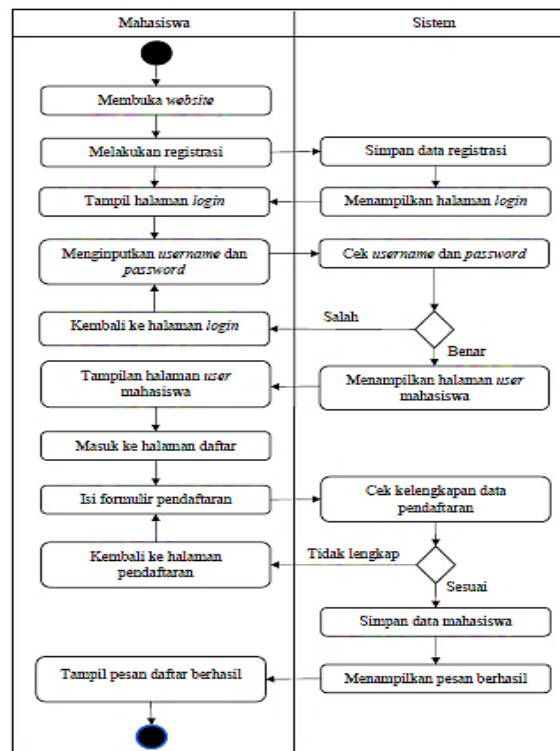 Mahasiswa
Sistem
Membuka website
Melakukan registrasi
Simpan data registrasi
Tampil halaman login
Menampilkan halaman login
Menginputkan username dan
password
Cek username dan password
Salah
Kembali ke halaman login
Benar
Tampilan halaman user
mahasiswa
Menampilkan halaman user
mahasiswa
Masuk ke halaman daftar
Isi formulir pendaftaran
Cek kelengkapan data
pendaftaran
Kembali ke halaman
pendaftaran
Tidak lengkap
Sesuai
Simpan data mahasiswa
Tampil pesan daftar berhasil
Menampilkan pesan berhasil